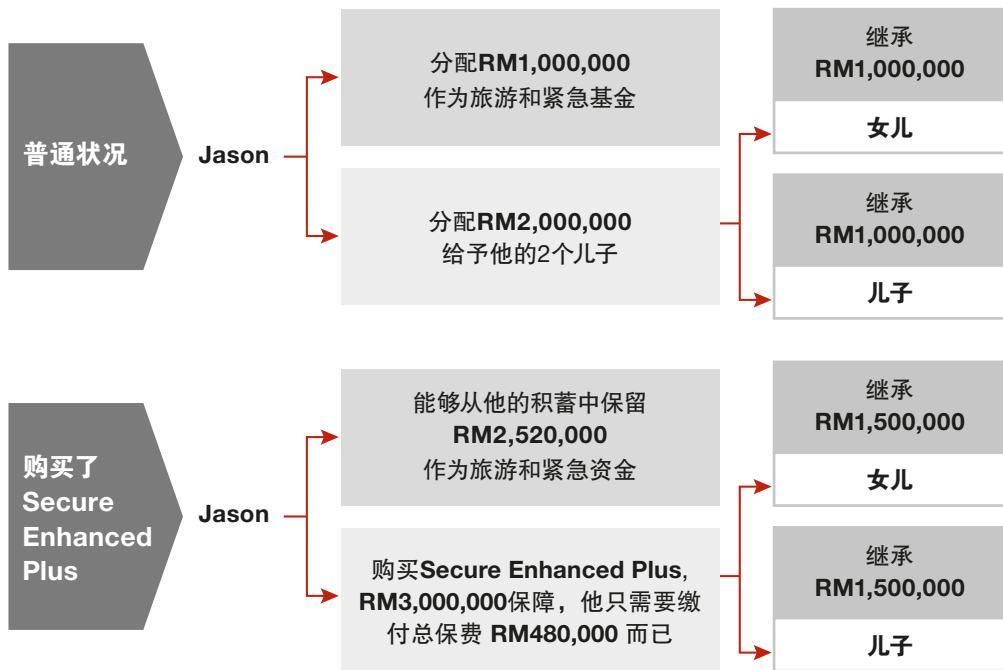 普通状况
Jason
分配RM1,000,000
作为旅游和紧急基金
分配RM2,000,000
给予他的2个儿子
继承
RM1,000,000
女儿
继承
RM1,000,000
儿子
购买了
Secure
Enhanced
Plus
Jason
能够从他的积蓄中保留
RM2,520,000
作为旅游和紧急资金
购买Secure Enhanced Plus,
RM3,000,000保障，他只需要缴
付总保费 RM480,000 而已
继承
RM1,500,000
女儿
继承
RM1,500,000
儿子